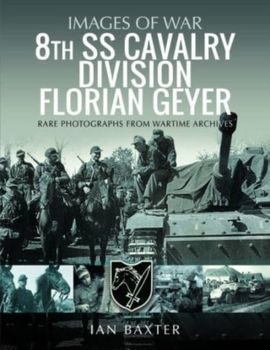 IMAGES OF WAR
8TH SS CAVALRY
DIVISION
FLORIAN GEYER
RARE PHOTOGRAPHS FROM WARTIME ARCHIVES
IAN BAXTER